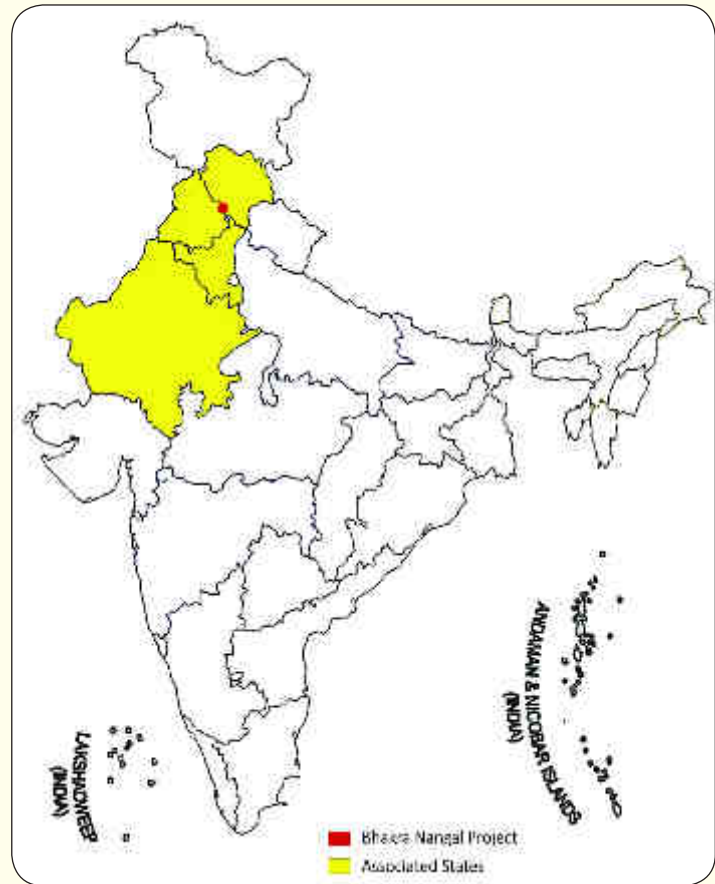 ANDAMAN & NICOBAR ISLANDS
(INDIA)
LAKSHADWEEP
(INDIA)
Bhakra Nangal Project
Associated States